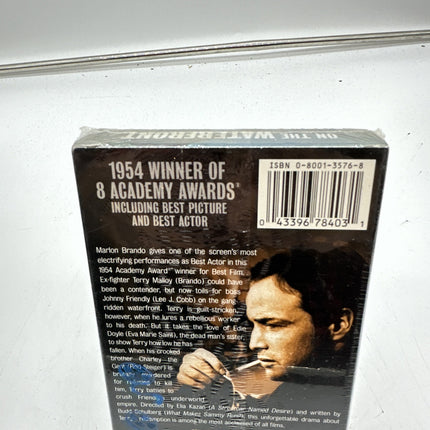 ON THE WATERFRONT
1954 WINNER OF
8 ACADEMY AWARDS®
INCLUDING BEST PICTURE
AND BEST ACTOR
ISBN 0-8001-3576-8
0 43396 78403 1
Marlon Brando gives one of the screen's most
electrifying performances as Best Actor in this
1954 Academy Award® winner for Best Film.
Ex-fighter Terry Malloy (Brando) could have
been a contender, but now toils for boss
Johnny Friendly (Lee J. Cobb) on the gang-
ridden waterfront. Terry is guilt-stricken,
however, when he lures a rebellious worker
to his death. But it takes the love of Edie
Doyle (Eva Marie Saint), the dead man's sister,
to show Terry how low he has
fallen. When his crooked
brother Charley the
Gent (Rod Steiger) is
brutally murdered
for refusing to kill
him, Terry battles to
crush Friendly's underworld
empire. Directed by Elia Kazan (A Streetcar Named Desire) and written by
Budd Schulberg (What Makes Sammy Run?), this unforgettable drama about
Terry's redemption is among the most acclaimed of all films.